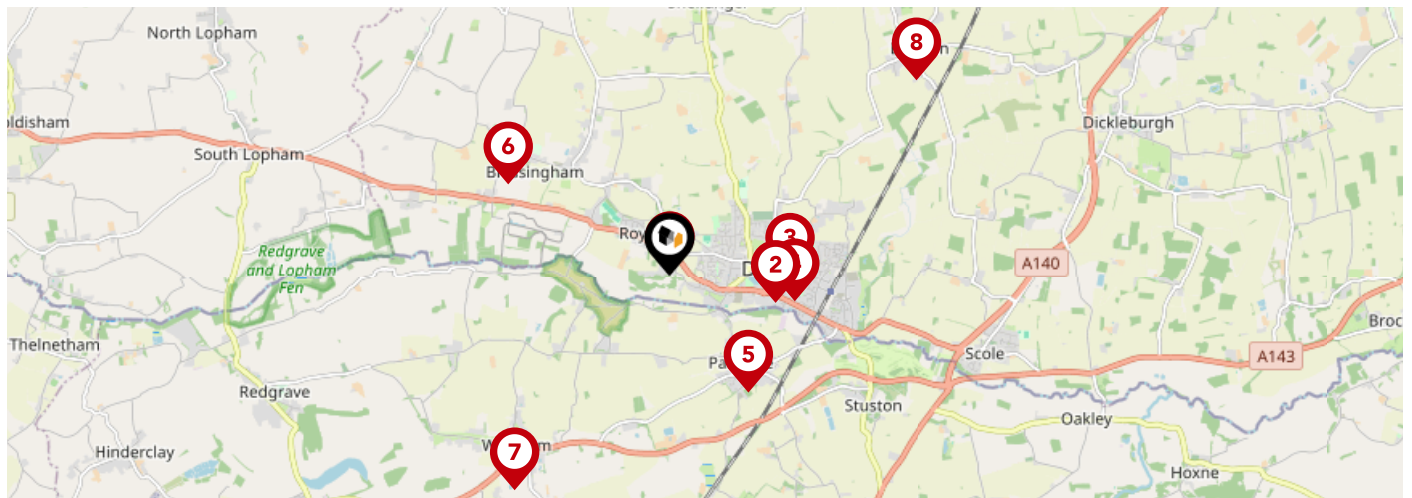 North Lopham
8
Dickleburgh
South Lopham
6
Redgrave
and Lopham
Fen
3
2
A140
Thelnetham
5
Scole
A143
Redgrave
Stuston
Oakley
Hinderclay
7
Hoxne